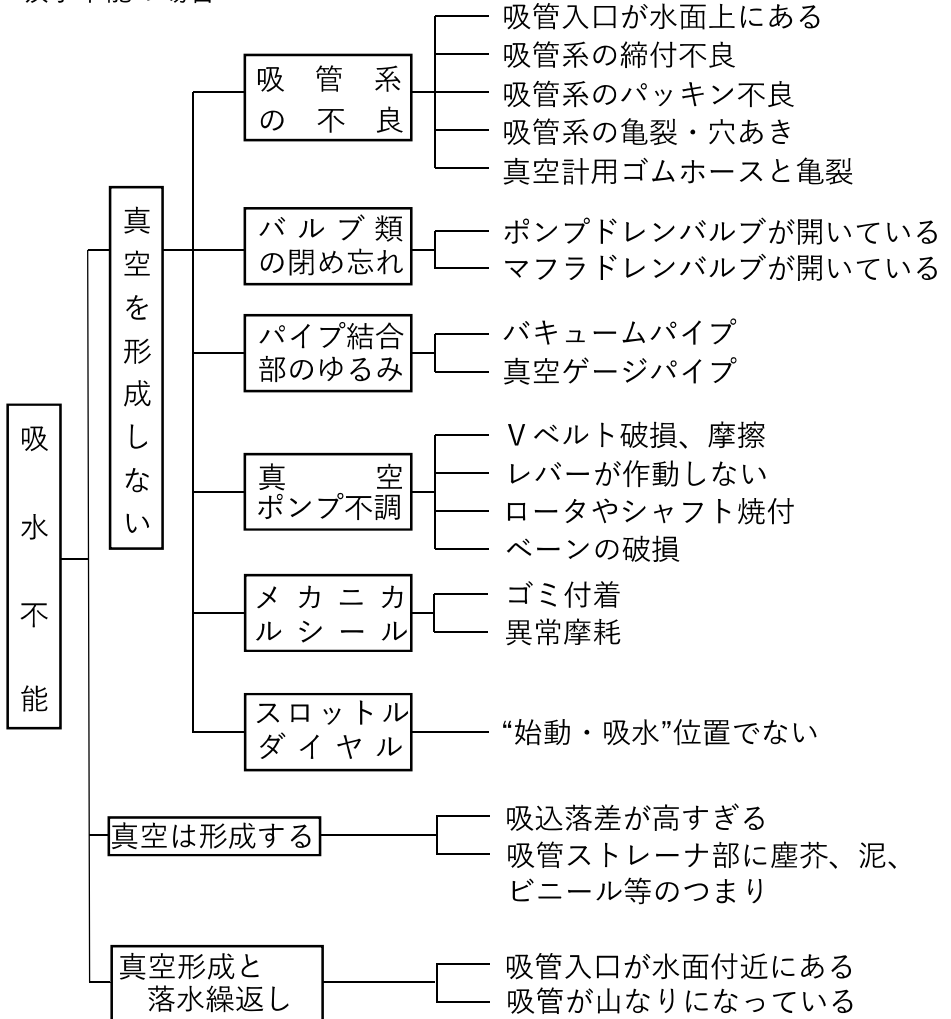 吸水不能
真空を形成しない
吸管系
の不良
吸管入口が水面上にある
吸管系の締付不良
吸管系のパッキン不良
吸管系の亀裂・穴あき
真空計用ゴムホースと亀裂
バルブ類
の閉め忘れ
ポンプドレンバルブが開いている
マフラドレンバルブが開いている
パイプ結合
部のゆるみ
バキュームパイプ
真空ゲージパイプ
真空
ポンプ不調
Vベルト破損、摩擦
レバーが作動しない
ロータやシャフト焼付
ベーンの破損
メカニカ
ルシール
ゴミ付着
異常摩耗
スロットル
ダイヤル
“始動・吸水”位置でない
真空は形成する
吸込落差が高すぎる
吸管ストレーナ部に塵芥、泥、
ビニール等のつまり
真空形成と
落水繰返し
吸管入口が水面付近にある
吸管が山なりになっている